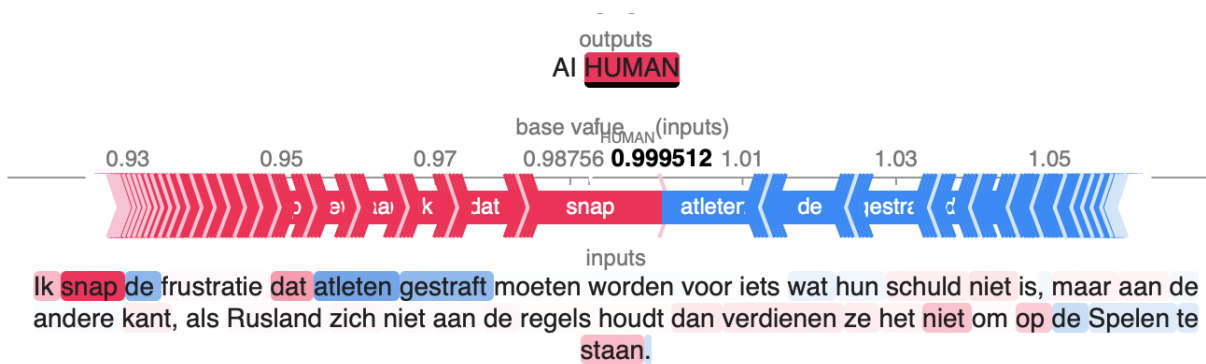 outputs
AI HUMAN
base value HUMAN(inputs)
0.93 0.95 0.97 0.98756 0.999512 1.01 1.03 1.05
k dat snap atleten de gestra d
inputs
Ik snap de frustratie dat atleten gestraft moeten worden voor iets wat hun schuld niet is, maar aan de
andere kant, als Rusland zich niet aan de regels houdt dan verdienen ze het niet om op de Spelen te
staan.